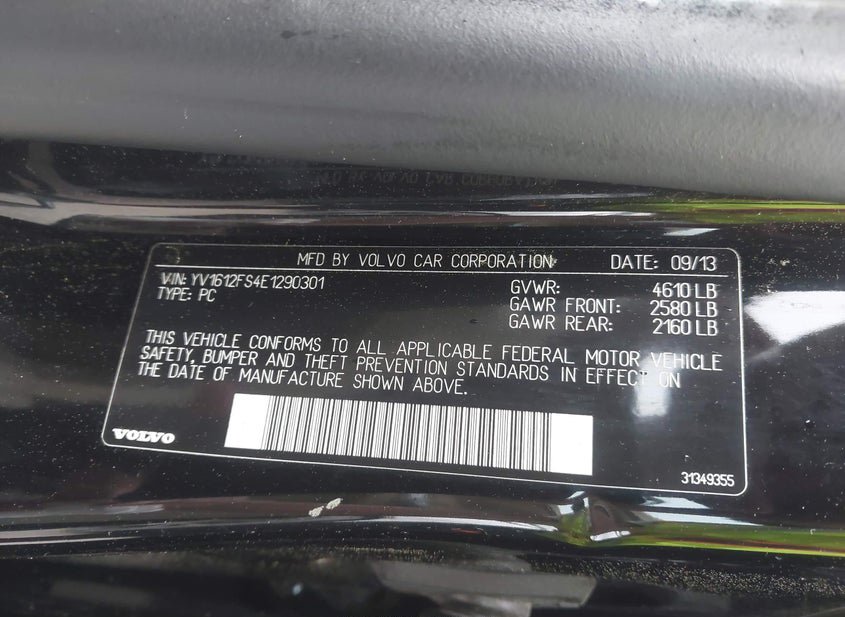 MFD BY VOLVO CAR CORPORATION DATE: 09/13
VIN: YV1612FS4E1290301
TYPE: PC
GVWR: 4610 LB
GAWR FRONT: 2580 LB
GAWR REAR: 2160 LB
THIS VEHICLE CONFORMS TO ALL APPLICABLE FEDERAL MOTOR VEHICLE
SAFETY, BUMPER AND THEFT PREVENTION STANDARDS IN EFFECT ON
THE DATE OF MANUFACTURE SHOWN ABOVE.
VOLVO
31349355